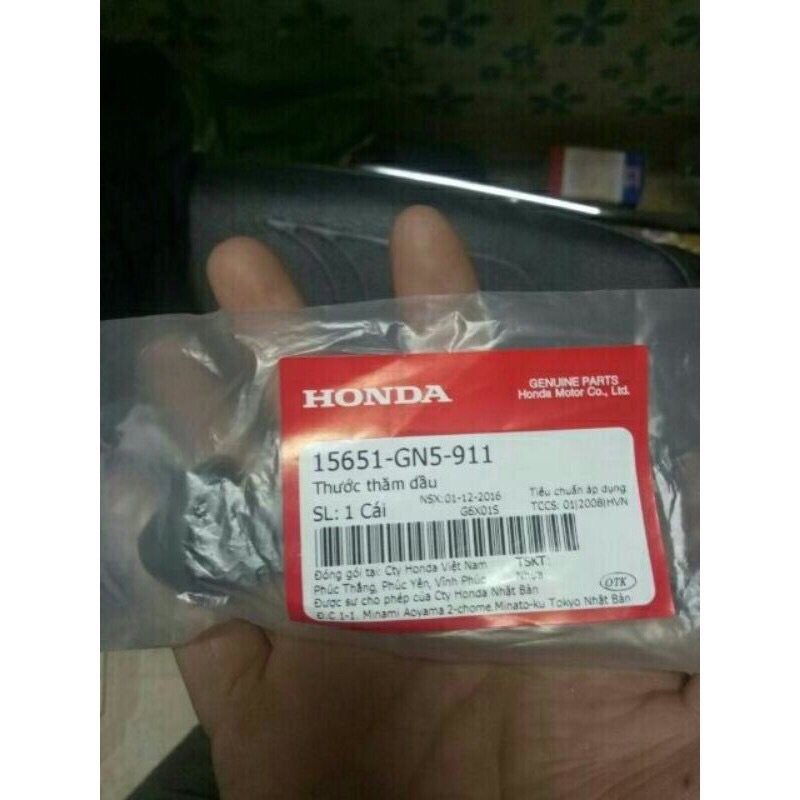 HONDA
GENUINE PARTS
Honda Motor Co., Ltd.
15651-GN5-911
Thước thăm dầu
NSX:01-12-2016
Tiêu chuẩn áp dụng:
SL: 1 Cái
G6X01S
TCCS: 01|2008|HVN
Đóng gói tại: Cty Honda Việt Nam
TSKT:
Phúc Thắng, Phúc Yên, Vĩnh Phúc
Nhựa
QTK
Được sự cho phép của Cty Honda Nhật Bản
Đ.C 1-1, Minami Aoyama 2-chome Minato-ku Tokyo Nhật Bản